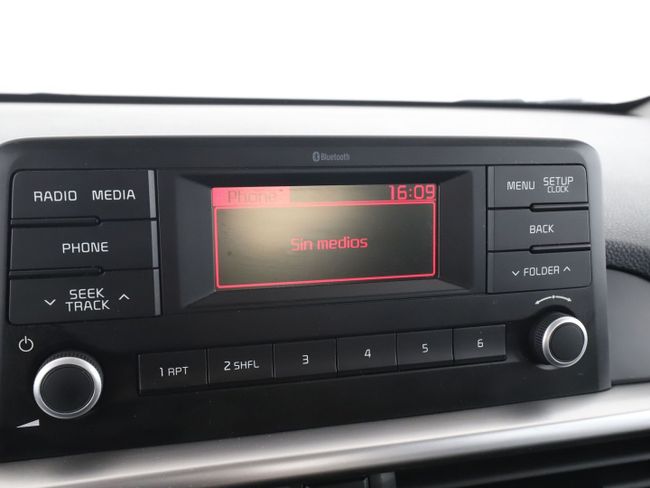 Bluetooth
RADIO MEDIA
PHONE
SEEK
TRACK
Phone
16:09
Sin medios
MENU SETUP
CLOCK
BACK
FOLDER
1 RPT
2 SHFL
3
4
5
6